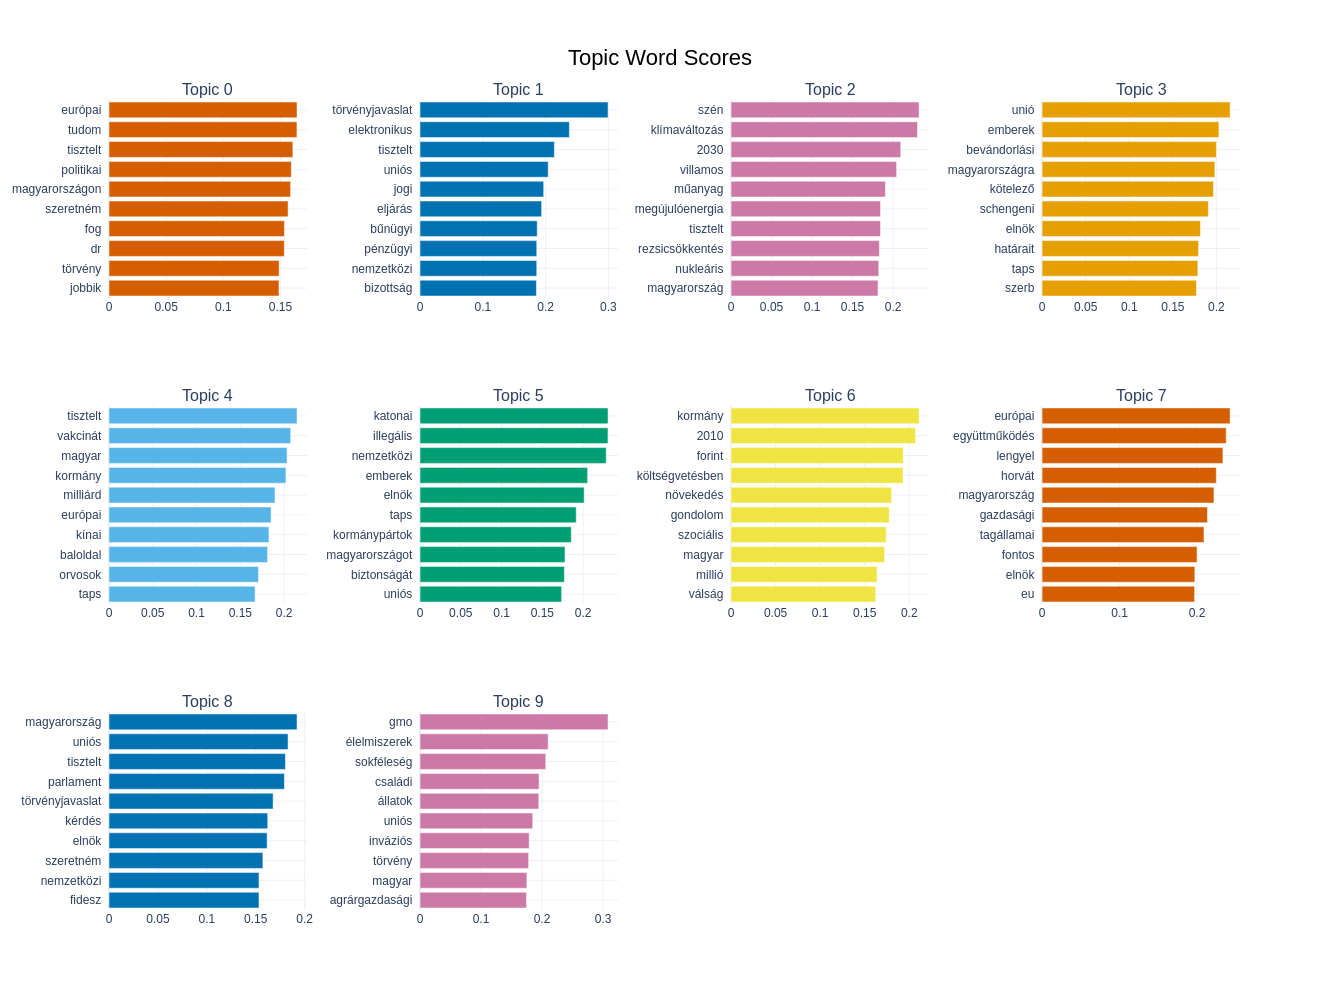 Topic Word Scores
Topic 0
európai
tudom
tisztelt
politikai
magyarországon
szeretném
fog
dr
törvény
jobbik
0 0.05 0.1 0.15
Topic 1
törvényjavaslat
elektronikus
tisztelt
uniós
jogi
eljárás
bűnügyi
pénzügyi
nemzetközi
bizottság
0 0.1 0.2 0.3
Topic 2
szén
klímaváltozás
2030
villamos
műanyag
megújulóenergia
tisztelt
rezsicsökkentés
nukleáris
magyarország
0 0.05 0.1 0.15 0.2
Topic 3
unió
emberek
bevándorlási
magyarországra
kötelező
schengeni
elnök
határait
taps
szerb
0 0.05 0.1 0.15 0.2
Topic 4
tisztelt
vakcinát
magyar
kormány
milliárd
európai
kínai
baloldal
orvosok
taps
0 0.05 0.1 0.15 0.2
Topic 5
katonai
illegális
nemzetközi
emberek
elnök
taps
kormánypártok
magyarországot
biztonságát
uniós
0 0.05 0.1 0.15 0.2
Topic 6
kormány
2010
forint
költségvetésben
növekedés
gondolom
szociális
magyar
millió
válság
0 0.05 0.1 0.15 0.2
Topic 7
európai
együttműködés
lengyel
horvát
magyarország
gazdasági
tagállamai
fontos
elnök
eu
0 0.1 0.2
Topic 8
magyarország
uniós
tisztelt
parlament
törvényjavaslat
kérdés
elnök
szeretném
nemzetközi
fidesz
0 0.05 0.1 0.15 0.2
Topic 9
gmo
élelmiszerek
sokféleség
családi
állatok
uniós
inváziós
törvény
magyar
agrárgazdasági
0 0.1 0.2 0.3